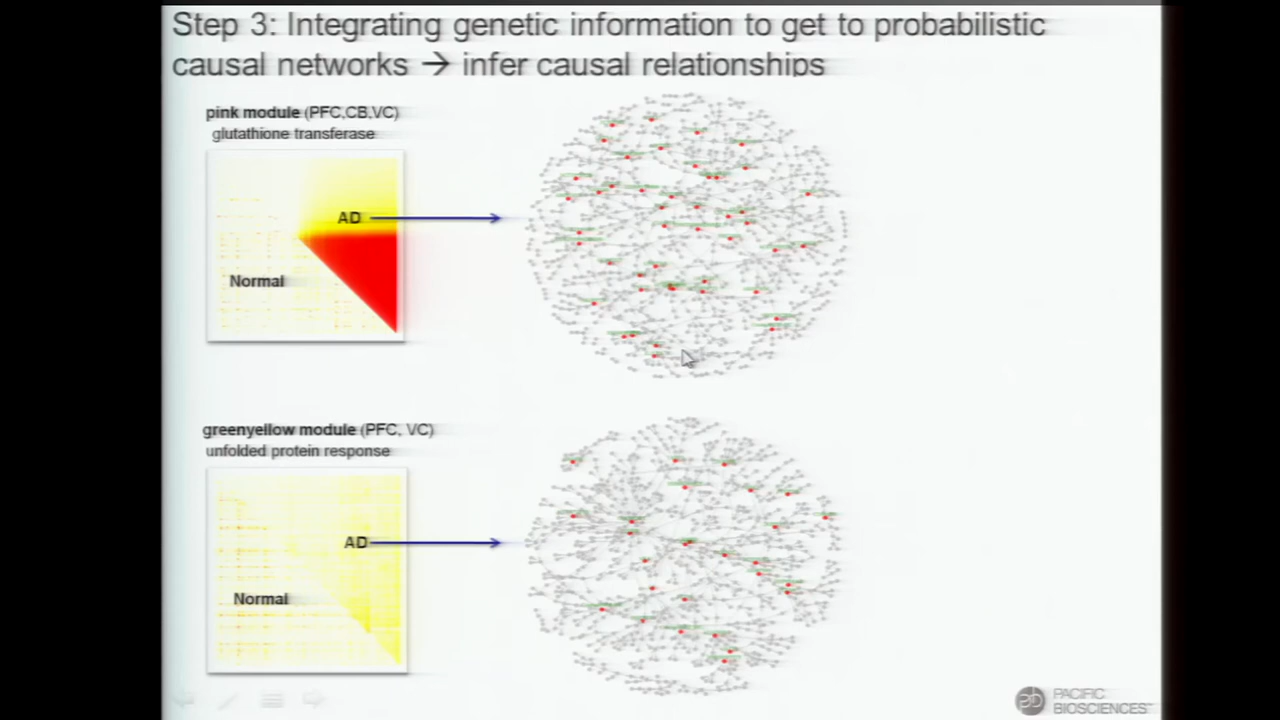 Step 3: Integrating genetic information to get to probabilistic
causal networks → infer causal relationships
pink module (PFC,CB,VC)
glutathione transferase
AD
Normal
greenyellow module (PFC, VC)
unfolded protein response
AD
Normal
PACIFIC
BIOSCIENCES™